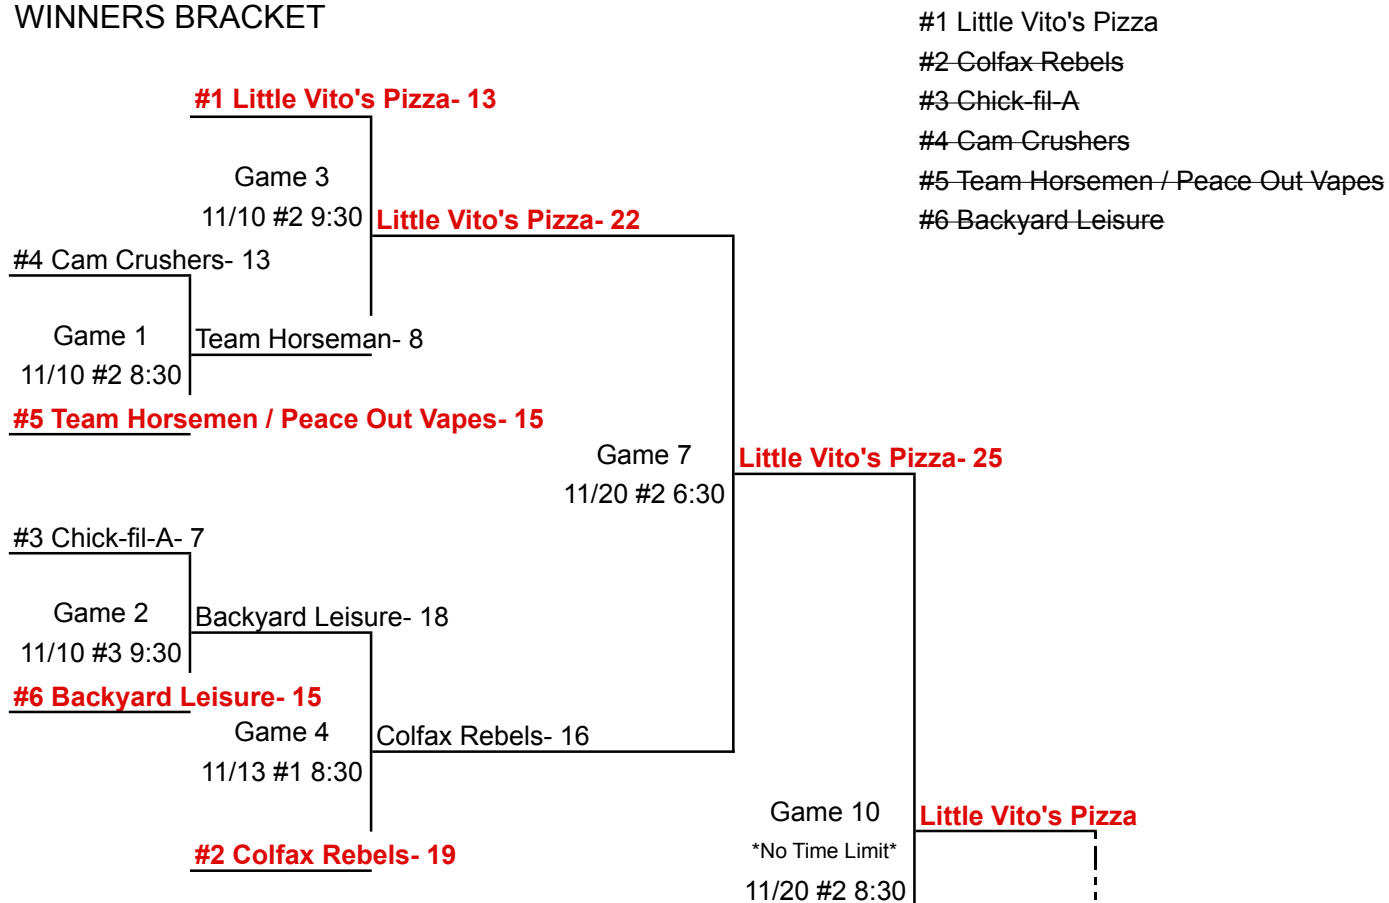 WINNERS BRACKET
#1 Little Vito's Pizza
#2 Colfax Rebels
#3 Chick-fil-A
#4 Cam Crushers
#5 Team Horsemen / Peace Out Vapes
#6 Backyard Leisure
#1 Little Vito's Pizza- 13
Game 3
11/10 #2 9:30
Little Vito's Pizza- 22
#4 Cam Crushers- 13
Game 1
11/10 #2 8:30
Team Horseman- 8
#5 Team Horsemen / Peace Out Vapes- 15
Game 7
11/20 #2 6:30
Little Vito's Pizza- 25
#3 Chick-fil-A- 7
Game 2
11/10 #3 9:30
Backyard Leisure- 18
#6 Backyard Leisure- 15
Game 4
11/13 #1 8:30
Colfax Rebels- 16
#2 Colfax Rebels- 19
Game 10
*No Time Limit*
11/20 #2 8:30
Little Vito's Pizza